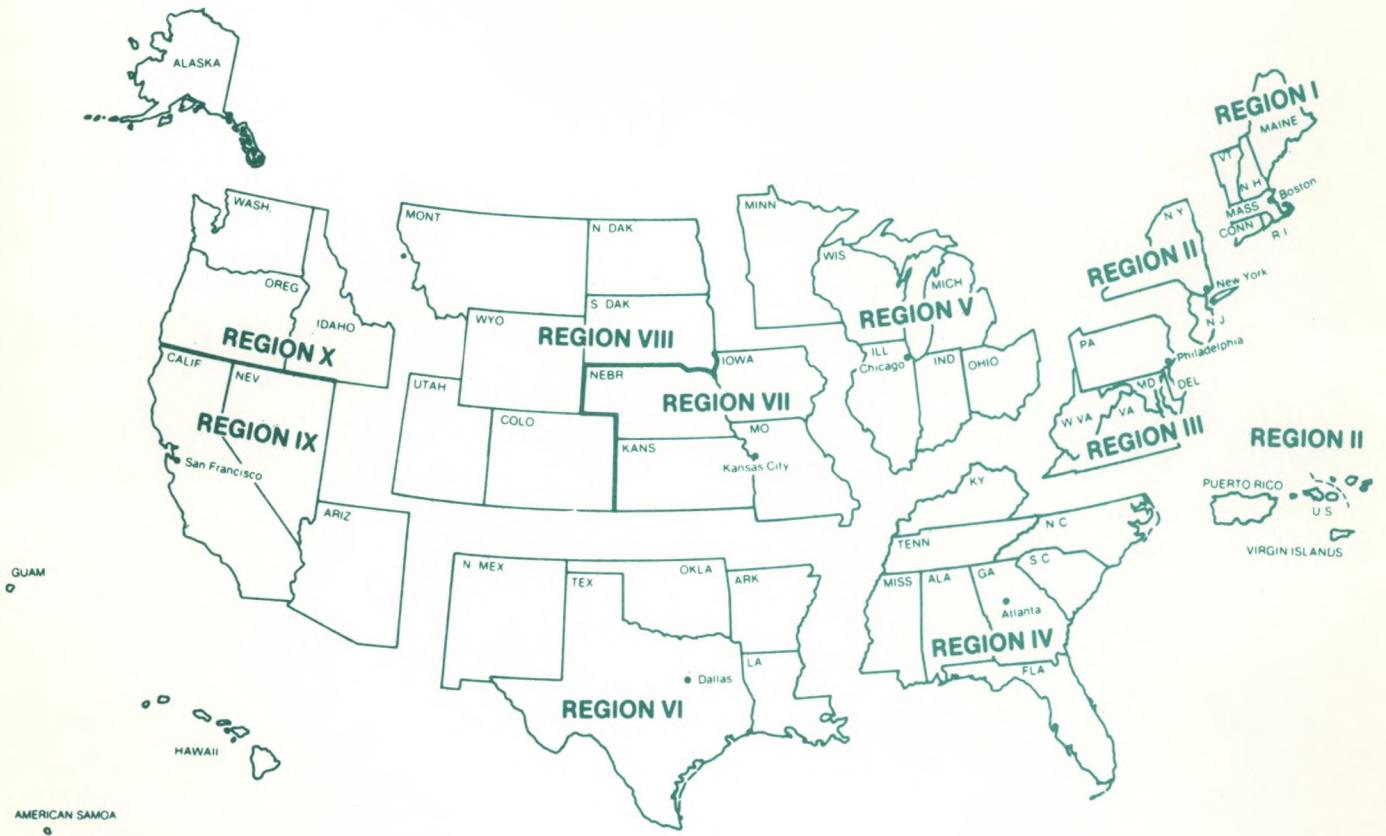 ALASKA
REGION I
MAINE
VT
N H
Boston
MASS
CONN
R I
WASH.
OREG
IDAHO
REGION X
MONT
N DAK
S DAK
WYO
REGION VIII
UTAH
COLO
MINN
WIS
MICH
REGION V
ILL
Chicago
IND
OHIO
N Y
REGION II
New York
N J
PA
Philadelphia
MD
DEL
W VA
VA
REGION III
CALIF
NEV
REGION IX
San Francisco
ARIZ
NEBR
IOWA
REGION VII
KANS
MO
Kansas City
REGION II
PUERTO RICO
U S
VIRGIN ISLANDS
KY
TENN
N C
S C
MISS
ALA
GA
Atlanta
REGION IV
FLA
N MEX
TEX
OKLA
ARK
LA
Dallas
REGION VI
GUAM
HAWAII
AMERICAN SAMOA